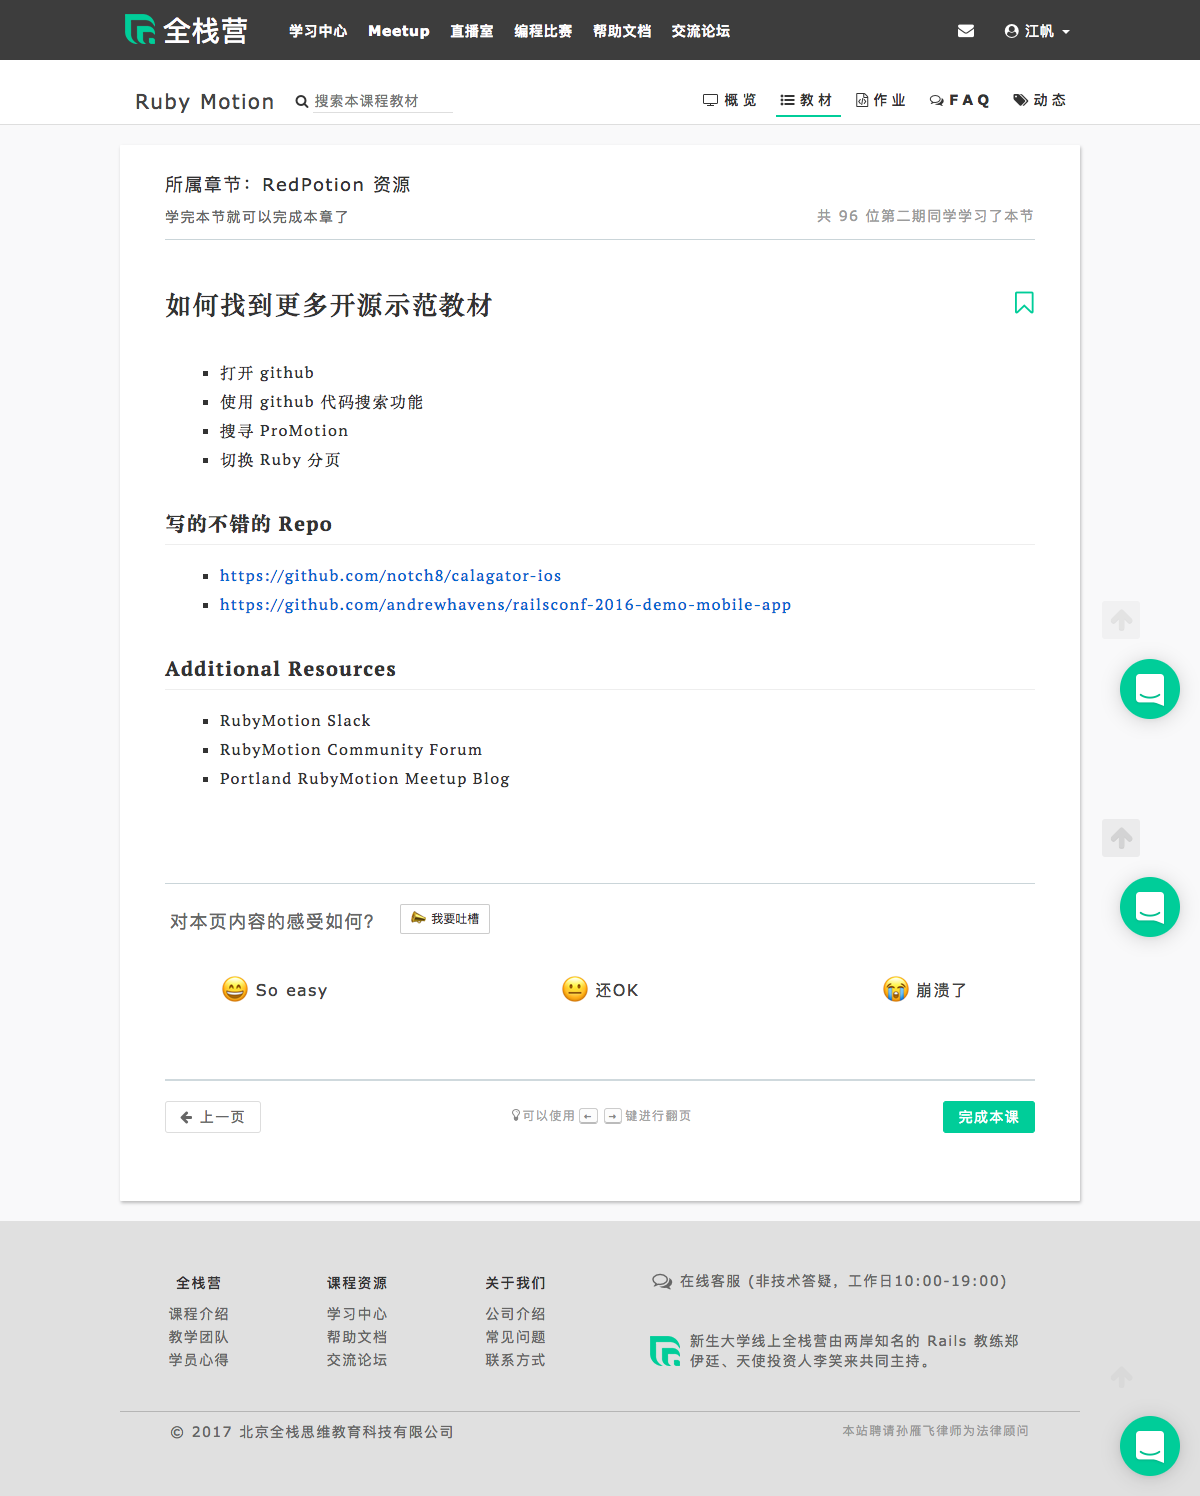 全栈营 学习中心 Meetup 直播室 编程比赛 帮助文档 交流论坛 江帆
Ruby Motion 搜索本课程教材 概览 教材 作业 FAQ 动态
所属章节：RedPotion 资源
学完本节就可以完成本章了 共 96 位第二期同学学习了本节
如何找到更多开源示范教材
打开 github
使用 github 代码搜索功能
搜寻 ProMotion
切换 Ruby 分页
写的不错的 Repo
https://github.com/notch8/calagator-ios
https://github.com/andrewhavens/railsconf-2016-demo-mobile-app
Additional Resources
RubyMotion Slack
RubyMotion Community Forum
Portland RubyMotion Meetup Blog
对本页内容的感受如何? 我要吐槽
So easy 还OK 崩溃了
上一页 可以使用 ← → 键进行翻页 完成本课
全栈营 课程资源 关于我们 在线客服 (非技术答疑，工作日10:00-19:00)
课程介绍 学习中心 公司介绍
教学团队 帮助文档 常见问题 新生大学线上全栈营由两岸知名的 Rails 教练郑
学员心得 交流论坛 联系方式 伊廷、天使投资人李笑来共同主持。
© 2017 北京全栈思维教育科技有限公司 本站聘请孙雁飞律师为法律顾问